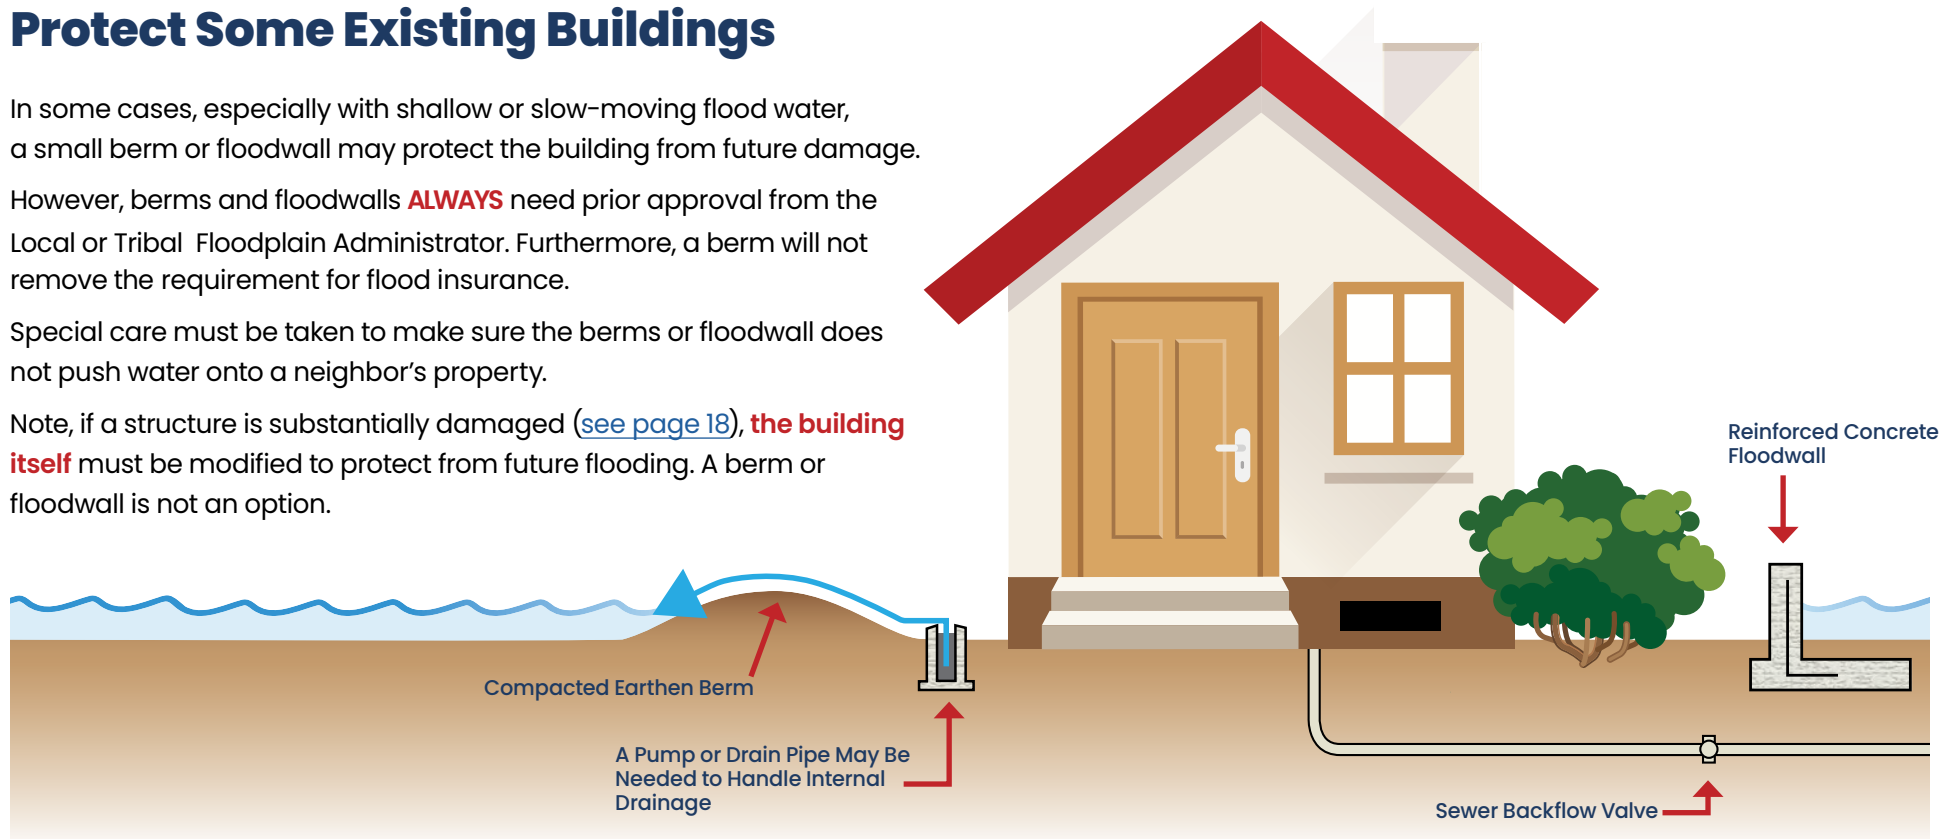 Protect Some Existing Buildings
In some cases, especially with shallow or slow-moving flood water,
a small berm or floodwall may protect the building from future damage.
However, berms and floodwalls ALWAYS need prior approval from the
Local or Tribal Floodplain Administrator. Furthermore, a berm will not
remove the requirement for flood insurance.
Special care must be taken to make sure the berms or floodwall does
not push water onto a neighbor’s property.
Note, if a structure is substantially damaged (see page 18), the building
itself must be modified to protect from future flooding. A berm or
floodwall is not an option.
Reinforced Concrete
Floodwall
Compacted Earthen Berm
A Pump or Drain Pipe May Be
Needed to Handle Internal
Drainage
Sewer Backflow Valve